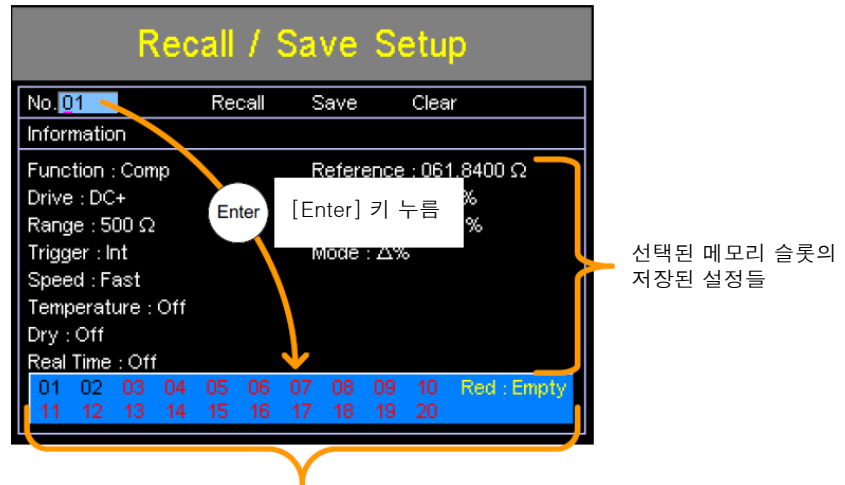 Recall / Save Setup
No.01 Recall Save Clear
Information
Function : Comp Reference : 061.8400 Ω
Drive : DC+ %
Range : 500 Ω %
Trigger : Int Mode : Δ%
Speed : Fast
Temperature : Off
Dry : Off
Real Time : Off
Enter
[Enter] 키 누름
선택된 메모리 슬롯의
저장된 설정들
01 02 03 04 05 06 07 08 09 10 Red : Empty
11 12 13 14 15 16 17 18 19 20